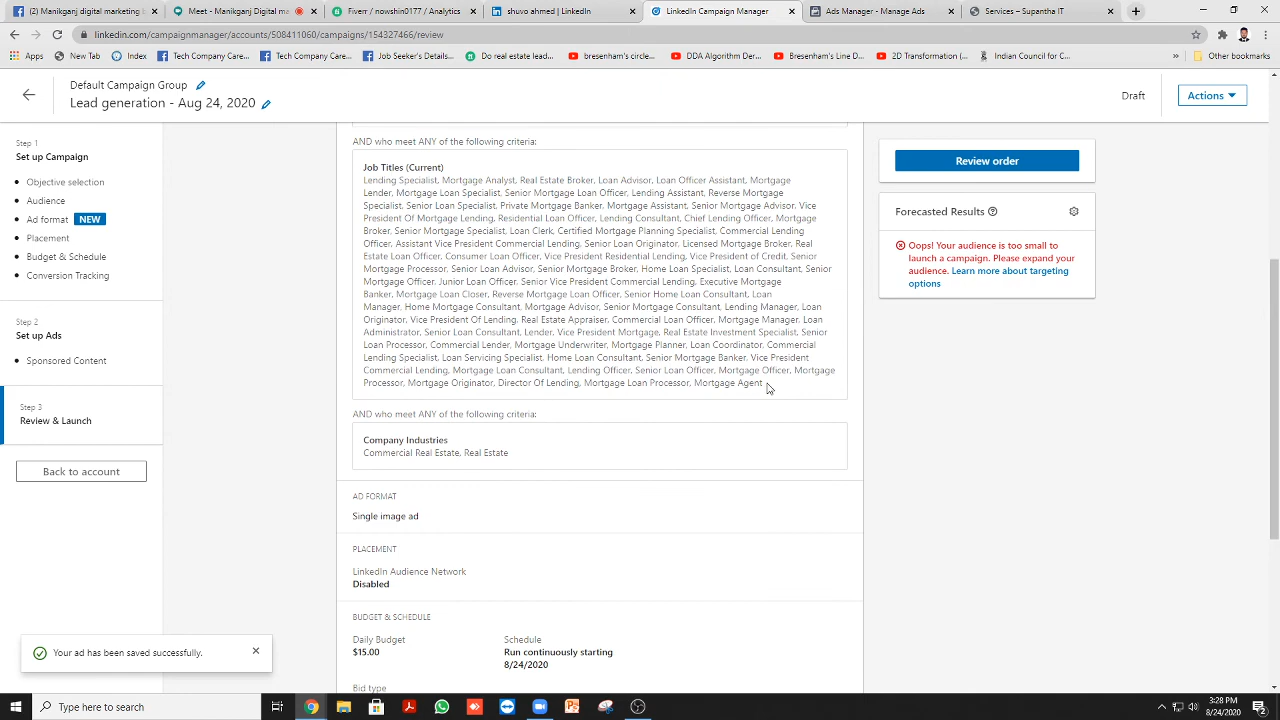 (2) Manikganj digital marketing b
Meet - Manikganj Digital ma
Fiverr / nowshin0177 / Analytics
shuvo ahmed | LinkedIn
LinkedIn Campaign Manager
Ads Manager - Manage Ads
Services – Supantha IT
linkedin.com/campaignmanager/accounts/508411060/campaigns/154327466/review
Apps
New Tab
(20) Index
Tech Company Care...
Tech Company Care...
Job Seeker's Details...
Do real estate lead...
bresenham's circle...
DDA Algorithm Der...
Bresenham's Line D...
2D Transformation (...
Indian Council for C...
»
Other bookmarks
Default Campaign Group
Lead generation - Aug 24, 2020
Draft
Actions
Step 1
Set up Campaign
Objective selection
Audience
Ad format NEW
Placement
Budget & Schedule
Conversion Tracking
Step 2
Set up Ads
Sponsored Content
Step 3
Review & Launch
Back to account
AND who meet ANY of the following criteria:
Job Titles (Current)
Lending Specialist, Mortgage Analyst, Real Estate Broker, Loan Advisor, Loan Officer Assistant, Mortgage
Lender, Mortgage Loan Specialist, Senior Mortgage Loan Officer, Lending Assistant, Reverse Mortgage
Specialist, Senior Loan Specialist, Private Mortgage Banker, Mortgage Assistant, Senior Mortgage Advisor, Vice
President Of Mortgage Lending, Residential Loan Officer, Lending Consultant, Chief Lending Officer, Mortgage
Broker, Senior Mortgage Specialist, Loan Clerk, Certified Mortgage Planning Specialist, Commercial Lending
Officer, Assistant Vice President Commercial Lending, Senior Loan Originator, Licensed Mortgage Broker, Real
Estate Loan Officer, Consumer Loan Officer, Vice President Residential Lending, Vice President of Credit, Senior
Mortgage Processor, Senior Loan Advisor, Senior Mortgage Broker, Home Loan Specialist, Loan Consultant, Senior
Mortgage Officer, Junior Loan Officer, Senior Vice President Commercial Lending, Executive Mortgage
Banker, Mortgage Loan Closer, Reverse Mortgage Loan Officer, Senior Home Loan Consultant, Loan
Manager, Home Mortgage Consultant, Mortgage Advisor, Senior Mortgage Consultant, Lending Manager, Loan
Originator, Vice President Of Lending, Real Estate Appraiser, Commercial Loan Officer, Mortgage Manager, Loan
Administrator, Senior Loan Consultant, Lender, Vice President Mortgage, Real Estate Investment Specialist, Senior
Loan Processor, Commercial Lender, Mortgage Underwriter, Mortgage Planner, Loan Coordinator, Commercial
Lending Specialist, Loan Servicing Specialist, Home Loan Consultant, Senior Mortgage Banker, Vice President
Commercial Lending, Mortgage Loan Consultant, Lending Officer, Senior Loan Officer, Mortgage Officer, Mortgage
Processor, Mortgage Originator, Director Of Lending, Mortgage Loan Processor, Mortgage Agent
AND who meet ANY of the following criteria:
Company Industries
Commercial Real Estate, Real Estate
AD FORMAT
Single image ad
PLACEMENT
LinkedIn Audience Network
Disabled
BUDGET & SCHEDULE
Daily Budget
$15.00
Schedule
Run continuously starting
8/24/2020
Bid type
Review order
Forecasted Results
Oops! Your audience is too small to
launch a campaign. Please expand your
audience. Learn more about targeting
options
Your ad has been saved successfully.
Type here to search
3:28 PM
8/24/2020